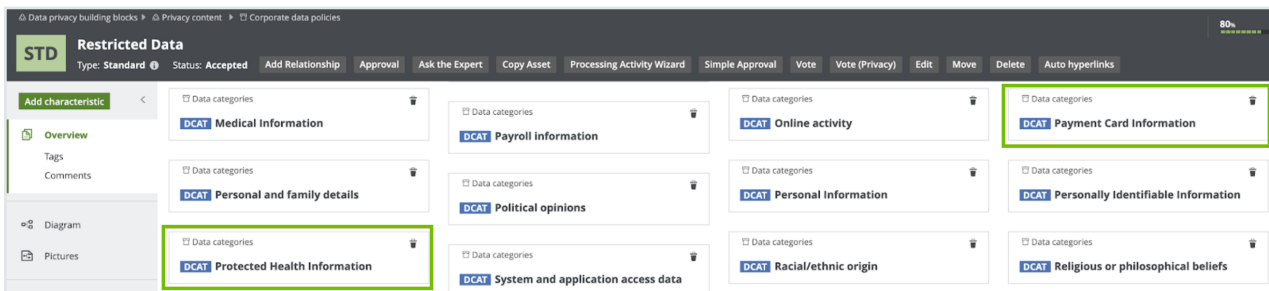 Data privacy building blocks ▸ Privacy content ▸ Corporate data policies
80%
STD
Restricted Data
Type: Standard Status: Accepted Add Relationship Approval Ask the Expert Copy Asset Processing Activity Wizard Simple Approval Vote Vote (Privacy) Edit Move Delete Auto hyperlinks
Add characteristic
Overview
Tags
Comments
Diagram
Pictures
Data categories
DCAT Medical Information
Data categories
DCAT Payroll information
Data categories
DCAT Online activity
Data categories
DCAT Payment Card Information
Data categories
DCAT Personal and family details
Data categories
DCAT Political opinions
Data categories
DCAT Personal Information
Data categories
DCAT Personally Identifiable Information
Data categories
DCAT Protected Health Information
Data categories
DCAT System and application access data
Data categories
DCAT Racial/ethnic origin
Data categories
DCAT Religious or philosophical beliefs